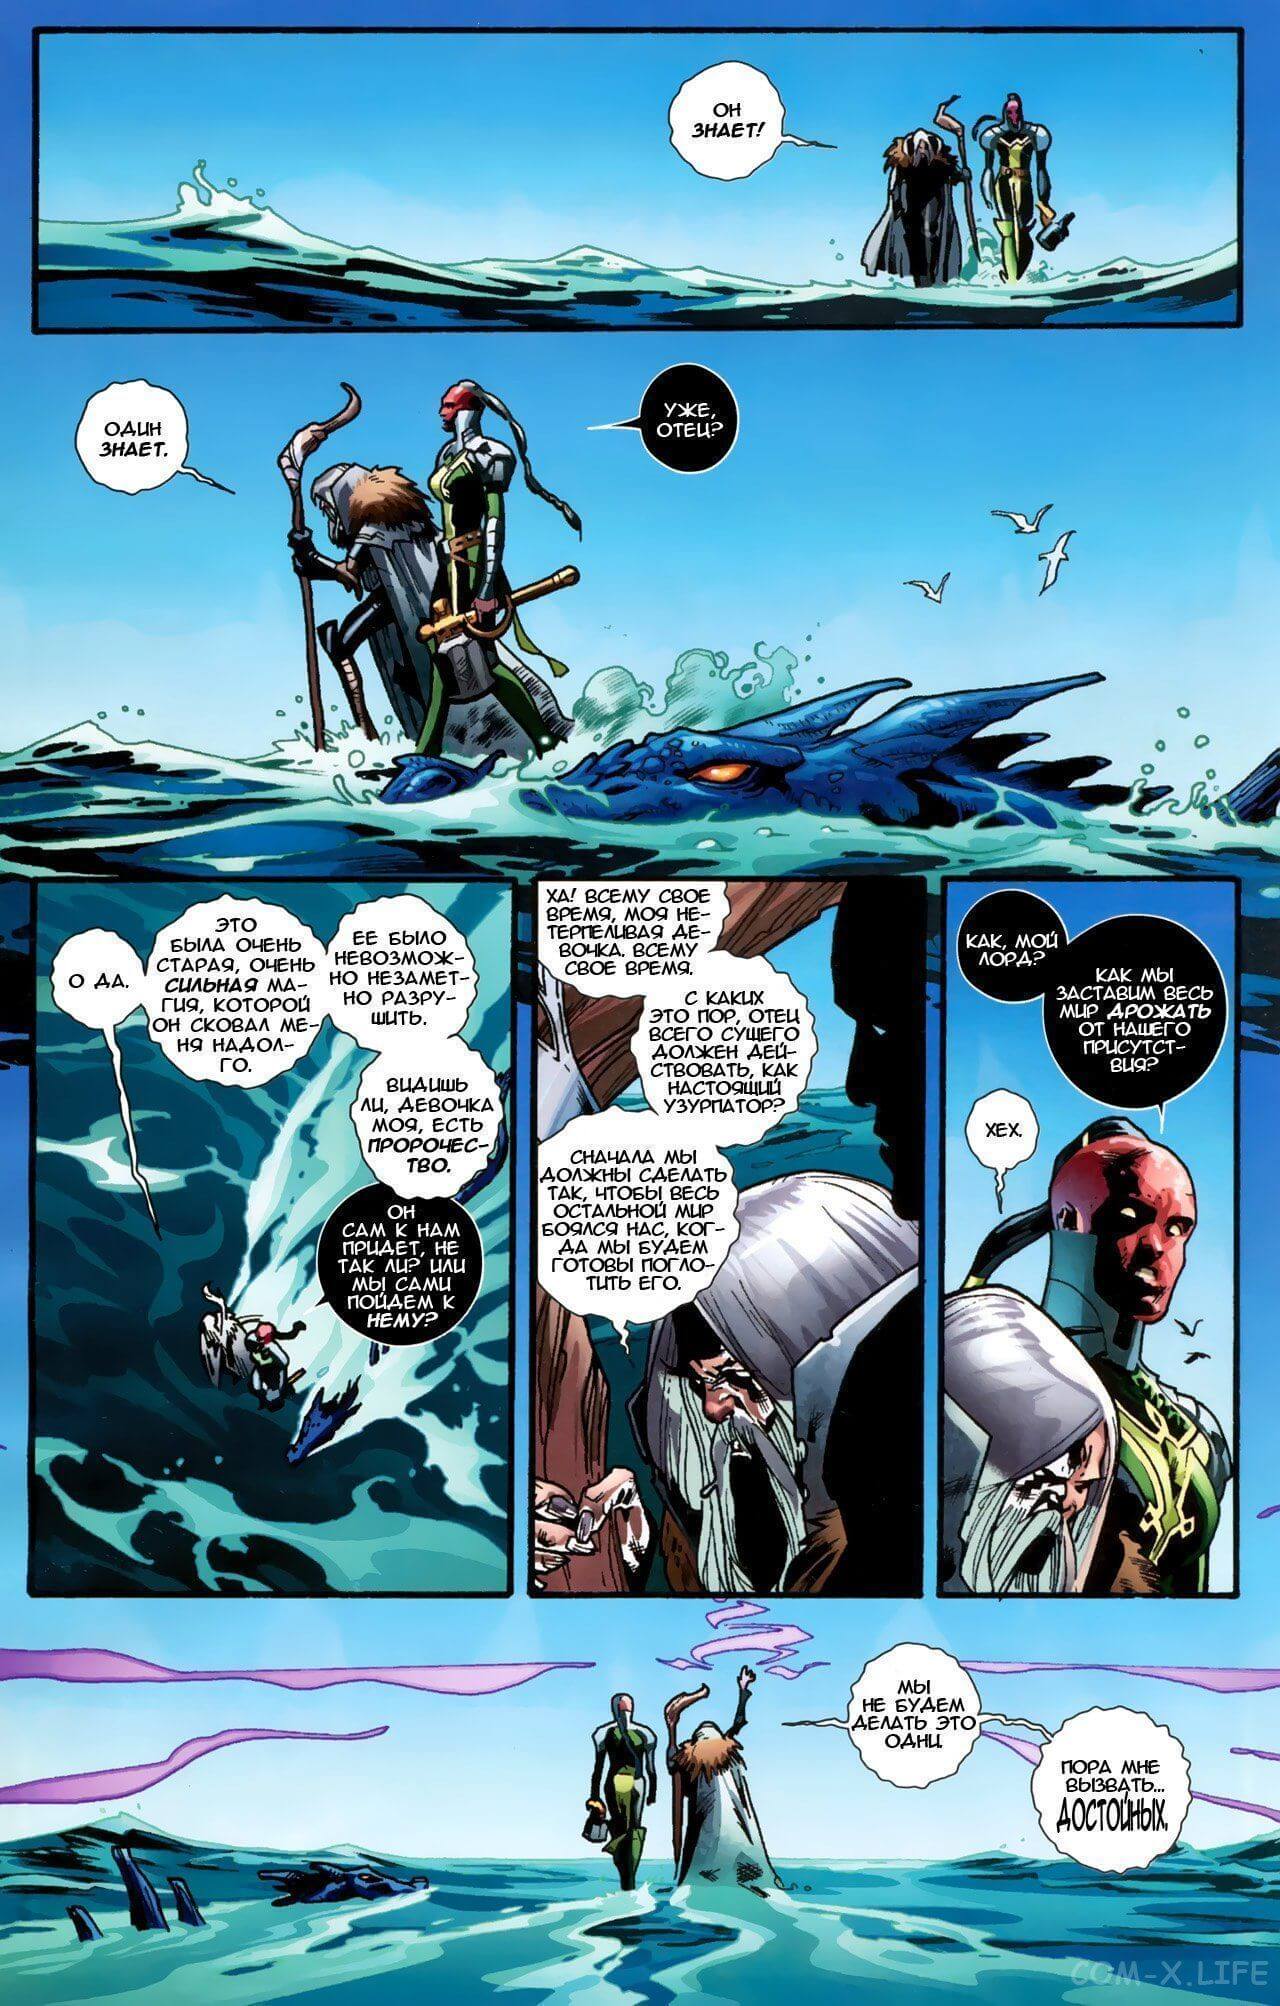 ОН
ЗНАЕТ!
ОДИН
ЗНАЕТ.
УЖЕ,
ОТЕЦ?
О ДА.
ЭТО
БЫЛА ОЧЕНЬ
СТАРАЯ, ОЧЕНЬ
СИЛЬНАЯ МА-
ГИЯ, КОТОРОЙ
ОН СКОВАЛ МЕ-
НЯ НАДОЛ-
ГО.
ЕЕ БЫЛО
НЕВОЗМОЖ-
НО НЕЗАМЕТ-
НО РАЗРУ-
ШИТЬ.
ВИДИШЬ
ЛИ, ДЕВОЧКА
МОЯ, ЕСТЬ
ПРОРОЧЕС-
ТВО.
ОН
САМ К НАМ
ПРИДЕТ, НЕ
ТАК ЛИ? ИЛИ
МЫ САМИ
ПОЙДЕМ К
НЕМУ?
ХА! ВСЕМУ СВОЕ
ВРЕМЯ, МОЯ НЕ-
ТЕРПЕЛИВАЯ ДЕ-
ВОЧКА. ВСЕМУ
СВОЕ ВРЕМЯ.
С КАКИХ
ЭТО ПОР, ОТЕЦ
ВСЕГО СУЩЕГО
ДОЛЖЕН ДЕЙ-
СТВОВАТЬ, КАК
НАСТОЯЩИЙ
УЗУРПАТОР?
СНАЧАЛА МЫ
ДОЛЖНЫ СДЕЛАТЬ
ТАК, ЧТОБЫ ВЕСЬ
ОСТАЛЬНОЙ МИР
БОЯЛСЯ НАС, КОГ-
ДА МЫ БУДЕМ
ГОТОВЫ ПОГЛО-
ТИТЬ ЕГО.
КАК, МОЙ
ЛОРД?
КАК МЫ
ЗАСТАВИМ ВЕСЬ
МИР ДРОЖАТЬ
ОТ НАШЕГО
ПРИСУТСТ-
ВИЯ?
ХЕХ.
МЫ
НЕ БУДЕМ
ДЕЛАТЬ ЭТО
ОДНИ.
ПОРА МНЕ
ВЫЗВАТЬ...
ДОСТОЙНЫХ.
COM-X.LIFE